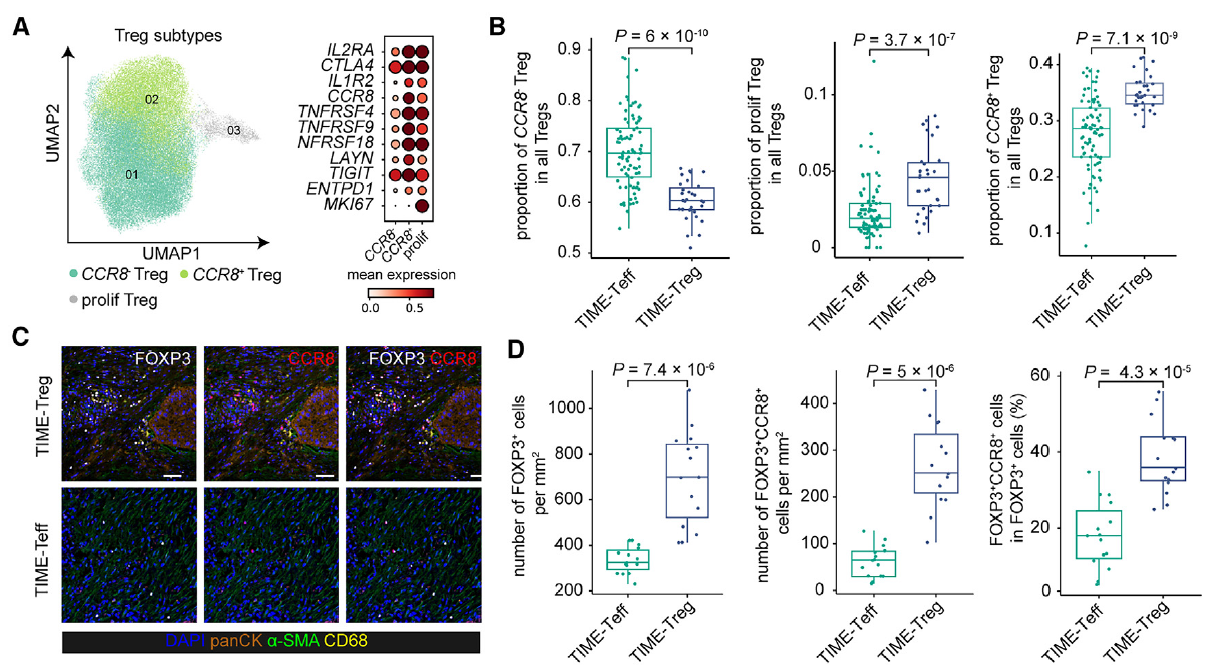 A
Treg subtypes
UMAP2
UMAP1
01
02
03
CCR8- Treg
CCR8+ Treg
prolif Treg
IL2RA
CTLA4
IL1R2
CCR8
TNFRSF4
TNFRSF9
NFRSF18
LAYN
TIGIT
ENTPD1
MKI67
CCR8-
CCR8+
prolif
mean expression
0.0 0.5
B
P = 6 × 10-10
proportion of CCR8- Treg
in all Tregs
0.9
0.8
0.7
0.6
0.5
TIME-Teff
TIME-Treg
P = 3.7 × 10-7
proportion of prolif Treg
in all Tregs
0.1
0.05
0
TIME-Teff
TIME-Treg
P = 7.1 × 10-9
proportion of CCR8+ Treg
in all Tregs
0.4
0.3
0.2
0.1
TIME-Teff
TIME-Treg
C
FOXP3
CCR8
FOXP3 CCR8
TIME-Treg
TIME-Teff
DAPI panCK α-SMA CD68
D
P = 7.4 × 10-6
number of FOXP3+ cells
per mm2
1000
800
600
400
200
TIME-Teff
TIME-Treg
P = 5 × 10-6
number of FOXP3+CCR8+
cells per mm2
400
300
200
100
0
TIME-Teff
TIME-Treg
P = 4.3 × 10-5
FOXP3+CCR8+ cells
in FOXP3+ cells (%)
60
40
20
0
TIME-Teff
TIME-Treg